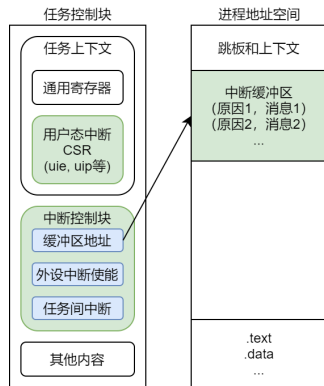 任务控制块
任务上下文
通用寄存器
用户态中断
CSR
(uie, uip等)
中断控制块
缓冲区地址
外设中断使能
任务间中断
其他内容
进程地址空间
跳板和上下文
中断缓冲区
(原因1，消息1)
(原因2，消息2)
...
.text
.data
...